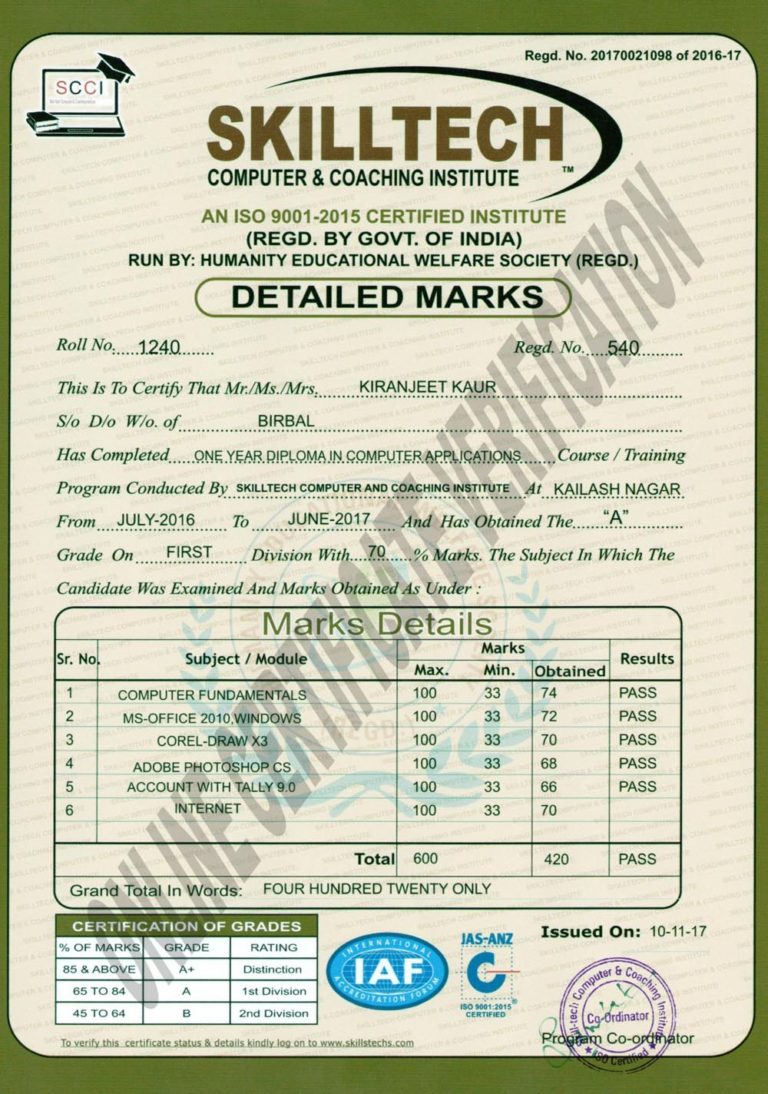 Regd. No. 20170021098 of 2016-17
SCCI
SKILLTECH
COMPUTER & COACHING INSTITUTE ™
AN ISO 9001-2015 CERTIFIED INSTITUTE
(REGD. BY GOVT. OF INDIA)
RUN BY: HUMANITY EDUCATIONAL WELFARE SOCIETY (REGD.)
DETAILED MARKS
Roll No. 1240 Regd. No. 540
This Is To Certify That Mr./Ms./Mrs. KIRANJEET KAUR
S/o D/o W/o. of BIRBAL
Has Completed ONE YEAR DIPLOMA IN COMPUTER APPLICATIONS Course / Training
Program Conducted By SKILLTECH COMPUTER AND COACHING INSTITUTE At KAILASH NAGAR
From JULY-2016 To JUNE-2017 And Has Obtained The “A”
Grade On FIRST Division With 70 % Marks. The Subject In Which The
Candidate Was Examined And Marks Obtained As Under :
Marks Details
Sr. No. Subject / Module Marks Results
Max. Min. Obtained
1 COMPUTER FUNDAMENTALS 100 33 74 PASS
2 MS-OFFICE 2010,WINDOWS 100 33 72 PASS
3 COREL-DRAW X3 100 33 70 PASS
4 ADOBE PHOTOSHOP CS 100 33 68 PASS
5 ACCOUNT WITH TALLY 9.0 100 33 66 PASS
6 INTERNET 100 33 70
Total 600 420 PASS
Grand Total In Words: FOUR HUNDRED TWENTY ONLY
ONLINE CERTIFICATE VERIFICATION
CERTIFICATION OF GRADES
% OF MARKS GRADE RATING
85 & ABOVE A+ Distinction
65 TO 84 A 1st Division
45 TO 64 B 2nd Division
INTERNATIONAL
IAF
ACCREDITATION FORUM
JAS-ANZ
ISO 9001:2015
CERTIFIED
Issued On: 10-11-17
Skil-tech Computer & Coaching Institute
Co-Ordinator
ISO Certified
Program Co-ordinator
To verify this certificate status & details kindly log on to www.skillstechs.com